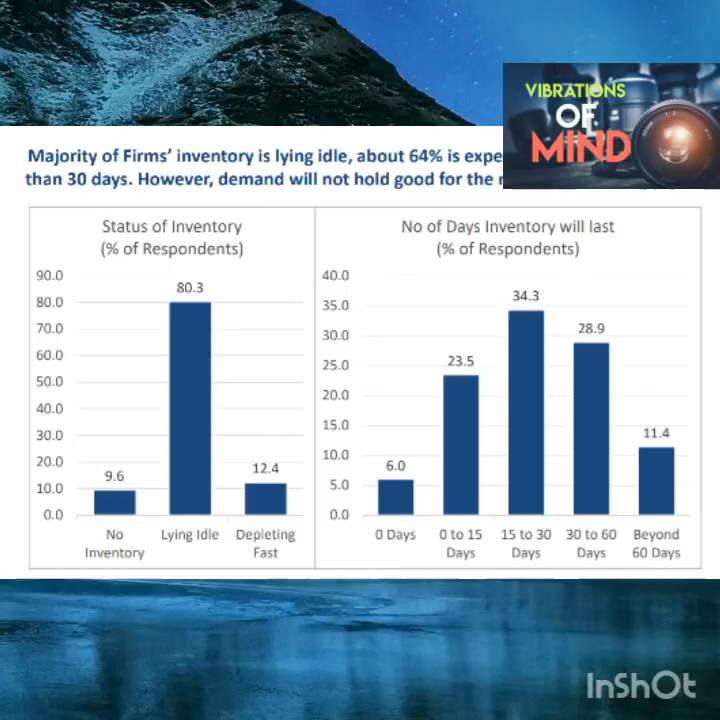 VIBRATIONS
OF
MIND
Majority of Firms' inventory is lying idle, about 64% is
than 30 days. However, demand will not hold good for the
Status of Inventory
(% of Respondents)
90.0
80.0
70.0
60.0
50.0
40.0
30.0
20.0
10.0
0.0
9.6
80.3
12.4
No
Inventory
Lying Idle
Depleting
Fast
No of Days Inventory will last
(% of Respondents)
40.0
35.0
30.0
25.0
20.0
15.0
10.0
5.0
0.0
6.0
23.5
34.3
28.9
11.4
0 Days
0 to 15
Days
15 to 30
Days
30 to 60
Days
Beyond
60 Days
InShOt